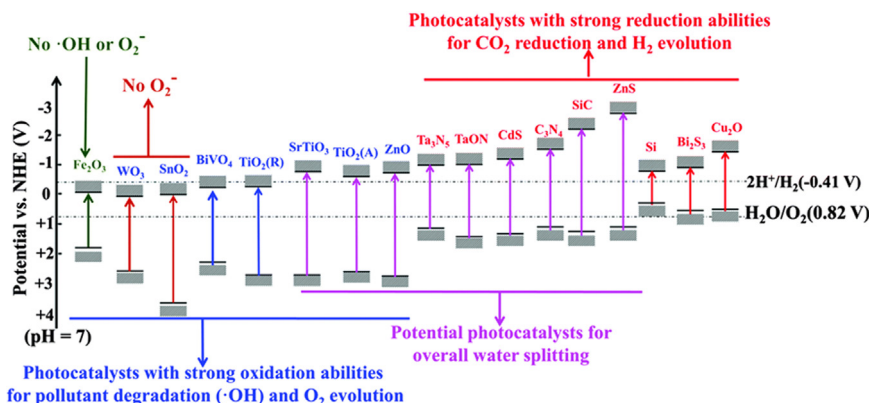 Photocatalysts with strong reduction abilities
for CO₂ reduction and H₂ evolution
No ·OH or O₂⁻
No O₂⁻
Potential vs. NHE (V)
-3
-2
-1
0
+1
+2
+3
+4
(pH = 7)
Fe₂O₃
WO₃
SnO₂
BiVO₄
TiO₂(R)
SrTiO₃
TiO₂(A)
ZnO
Ta₃N₅
TaON
CdS
C₃N₄
SiC
ZnS
Si
Bi₂S₃
Cu₂O
2H⁺/H₂(-0.41 V)
H₂O/O₂(0.82 V)
Potential photocatalysts for
overall water splitting
Photocatalysts with strong oxidation abilities
for pollutant degradation (·OH) and O₂ evolution